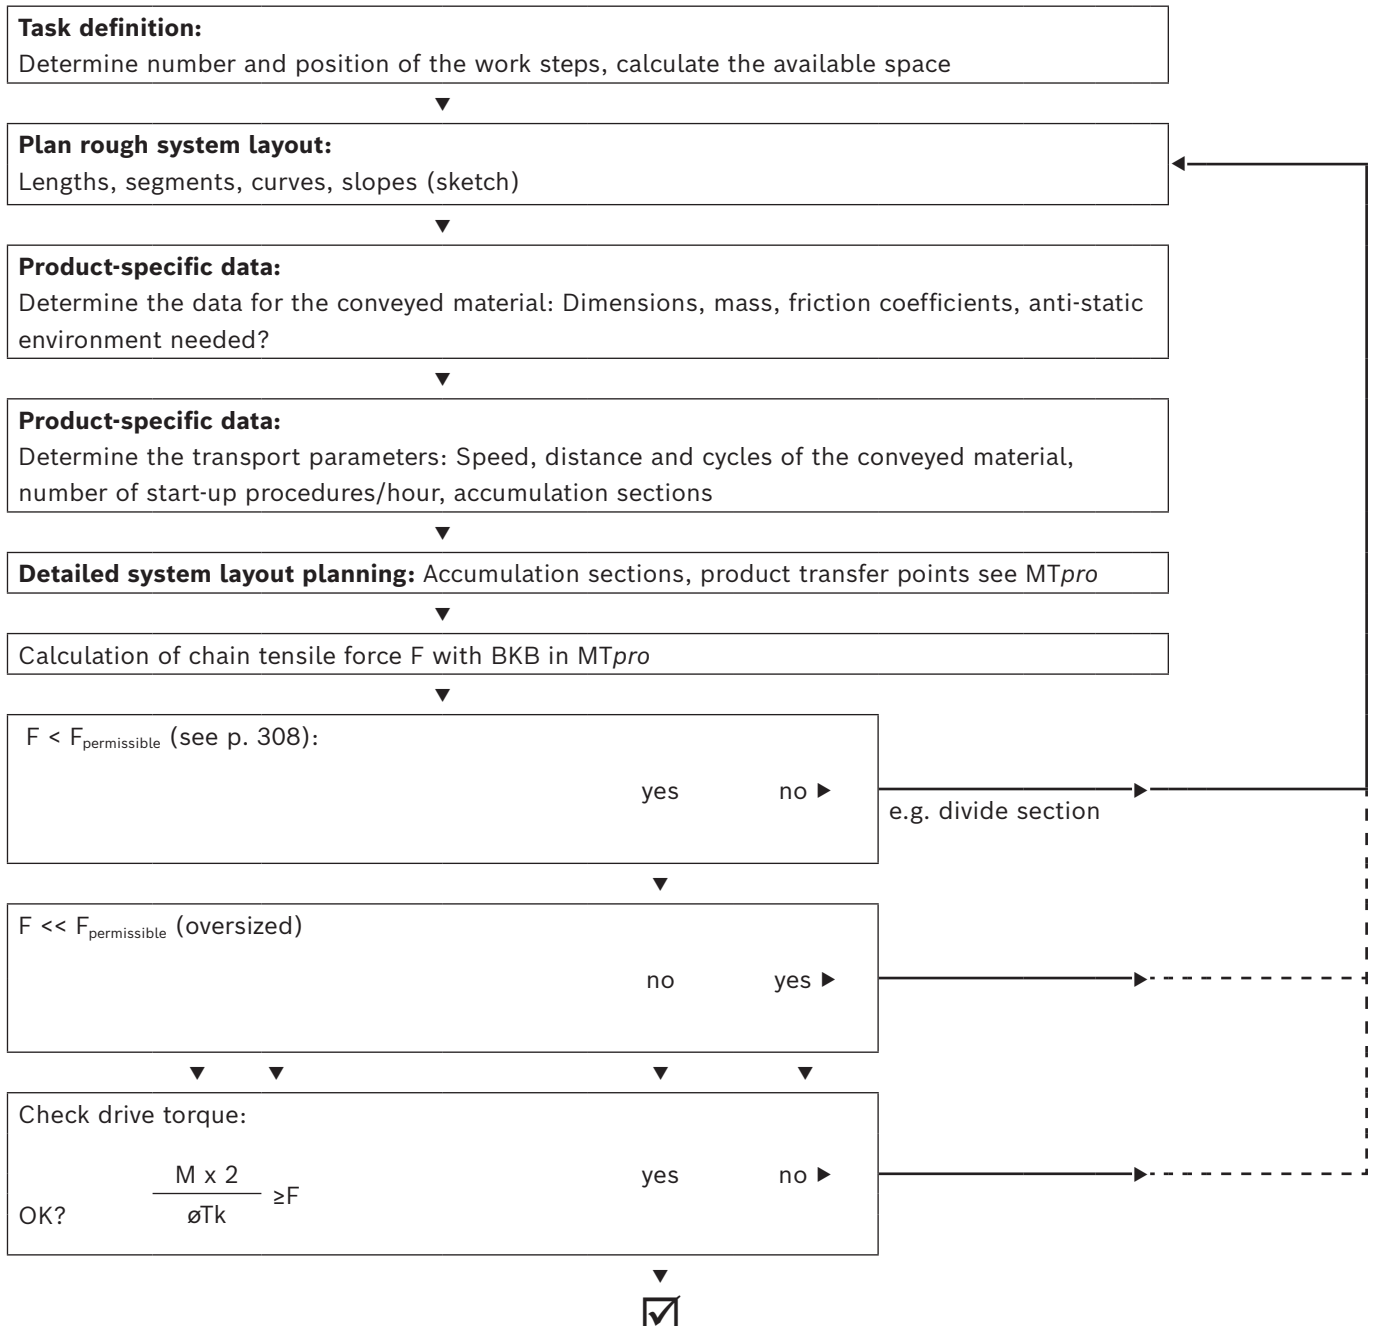 Task definition:
Determine number and position of the work steps, calculate the available space
Plan rough system layout:
Lengths, segments, curves, slopes (sketch)
Product-specific data:
Determine the data for the conveyed material: Dimensions, mass, friction coefficients, anti-static
environment needed?
Product-specific data:
Determine the transport parameters: Speed, distance and cycles of the conveyed material,
number of start-up procedures/hour, accumulation sections
Detailed system layout planning: Accumulation sections, product transfer points see MTpro
Calculation of chain tensile force F with BKB in MTpro
F < Fpermissible (see p. 308):
yes no
e.g. divide section
F << Fpermissible (oversized)
no yes
Check drive torque:
M x 2
yes no
≥F
OK?
øTk